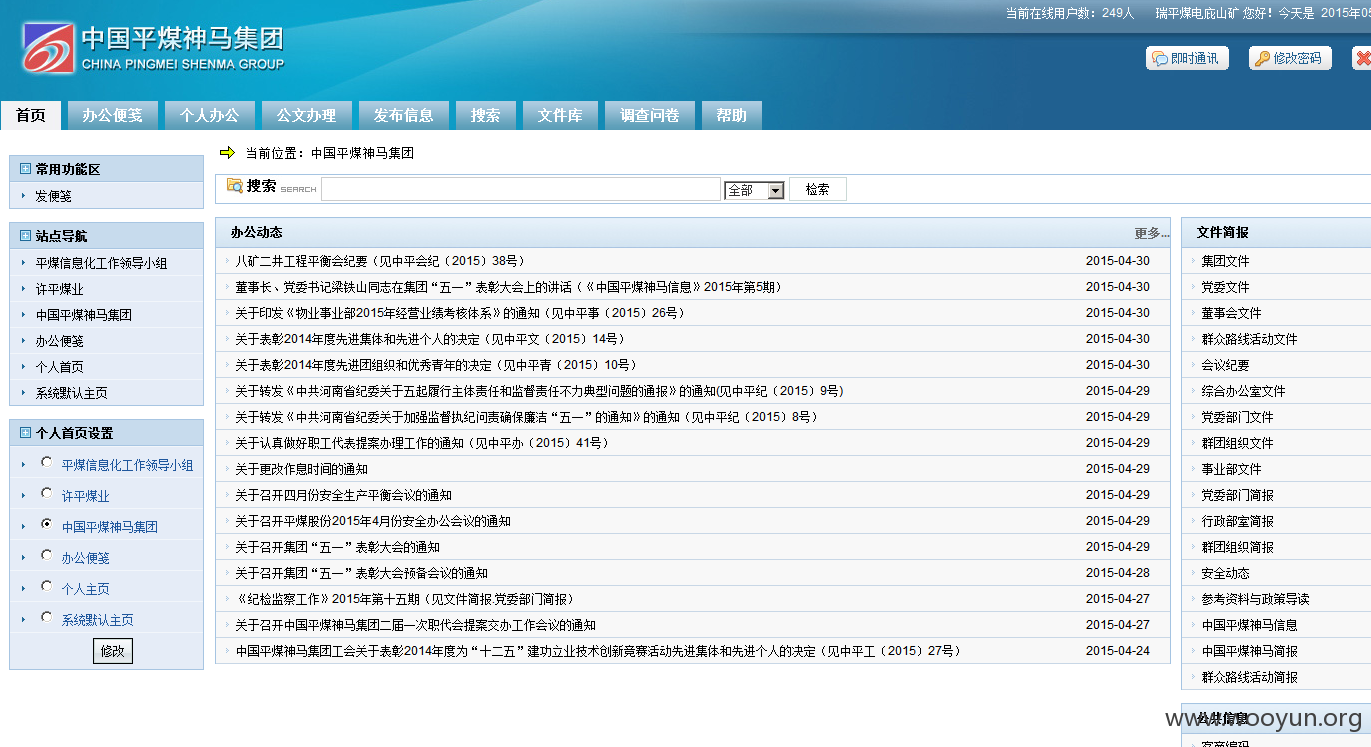 当前在线用户数：249人 瑞平煤电庇山矿 您好！今天是 2015年05
中国平煤神马集团
CHINA PINGMEI SHENMA GROUP
即时通讯 修改密码
首页 办公便笺 个人办公 公文办理 发布信息 搜索 文件库 调查问卷 帮助
当前位置：中国平煤神马集团
常用功能区
发便笺
站点导航
平煤信息化工作领导小组
许平煤业
中国平煤神马集团
办公便笺
个人首页
系统默认主页
个人首页设置
平煤信息化工作领导小组
许平煤业
中国平煤神马集团
办公便笺
个人主页
系统默认主页
修改
搜索 SEARCH 全部 检索
办公动态 更多...
八矿二井工程平衡会纪要（见中平会纪（2015）38号） 2015-04-30
董事长、党委书记梁铁山同志在集团“五一”表彰大会上的讲话（《中国平煤神马信息》2015年第5期） 2015-04-30
关于印发《物业事业部2015年经营业绩考核体系》的通知（见中平事（2015）26号） 2015-04-30
关于表彰2014年度先进集体和先进个人的决定（见中平文（2015）14号） 2015-04-30
关于表彰2014年度先进团组织和优秀青年的决定（见中平青（2015）10号） 2015-04-30
关于转发《中共河南省纪委关于五起履行主体责任和监督责任不力典型问题的通报》的通知(见中平纪（2015）9号) 2015-04-29
关于转发《中共河南省纪委关于加强监督执纪问责确保廉洁“五一”的通知》的通知（见中平纪（2015）8号） 2015-04-29
关于认真做好职工代表提案办理工作的通知（见中平办（2015）41号） 2015-04-29
关于更改作息时间的通知 2015-04-29
关于召开四月份安全生产平衡会议的通知 2015-04-29
关于召开平煤股份2015年4月份安全办公会议的通知 2015-04-29
关于召开集团“五一”表彰大会的通知 2015-04-29
关于召开集团“五一”表彰大会预备会议的通知 2015-04-28
《纪检监察工作》2015年第十五期（见文件简报.党委部门简报） 2015-04-27
关于召开中国平煤神马集团二届一次职代会提案交办工作会议的通知 2015-04-27
中国平煤神马集团工会关于表彰2014年度为“十二五”建功立业技术创新竞赛活动先进集体和先进个人的决定（见中平工（2015）27号） 2015-04-24
文件简报
集团文件
党委文件
董事会文件
群众路线活动文件
会议纪要
综合办公室文件
党委部门文件
群团组织文件
事业部文件
党委部门简报
行政部室简报
群团组织简报
安全动态
参考资料与政策导读
中国平煤神马信息
中国平煤神马简报
群众路线活动简报
公共信息
www.wooyun.org